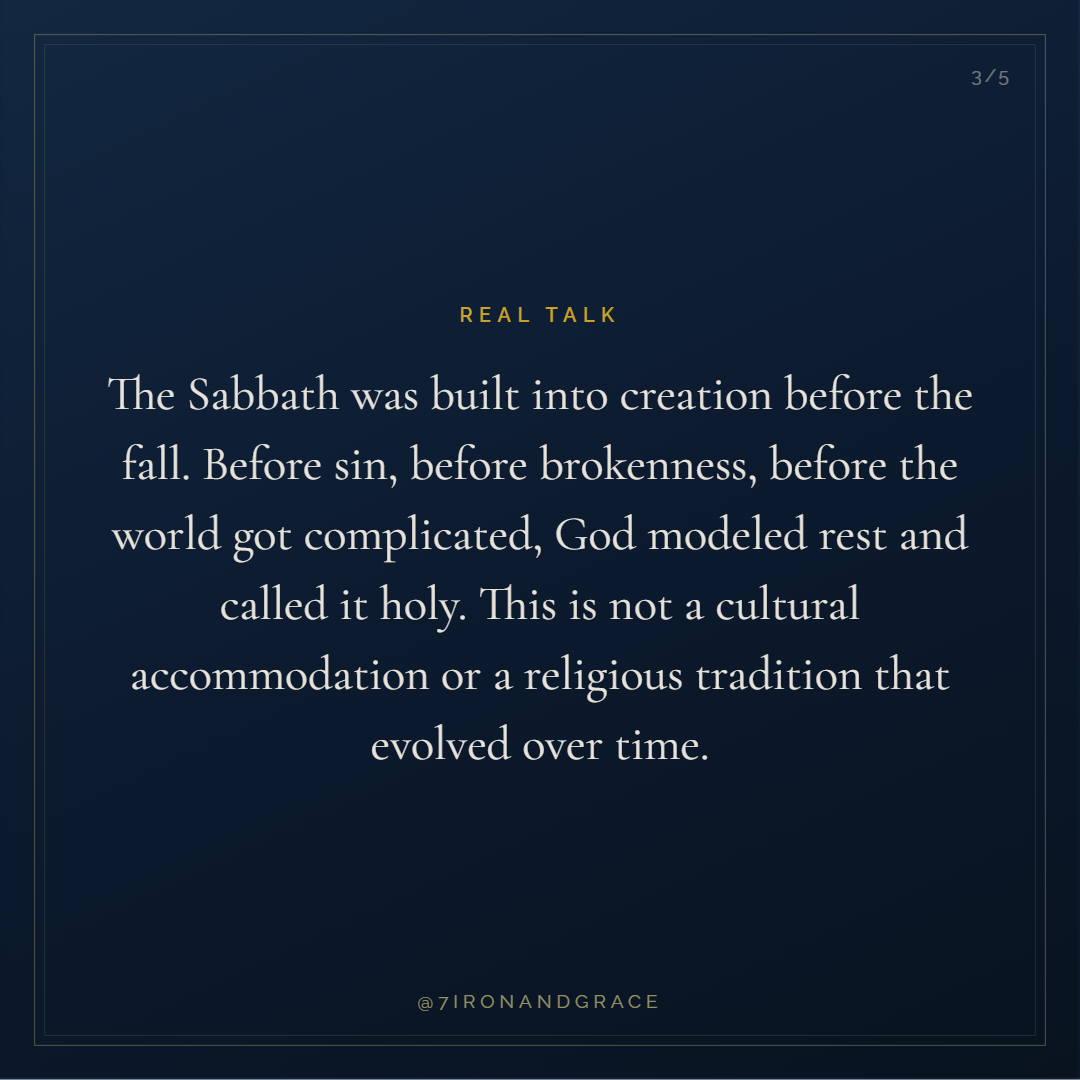 3/5
REAL TALK
The Sabbath was built into creation before the
fall. Before sin, before brokenness, before the
world got complicated, God modeled rest and
called it holy. This is not a cultural
accommodation or a religious tradition that
evolved over time.
@7IRONANDGRACE